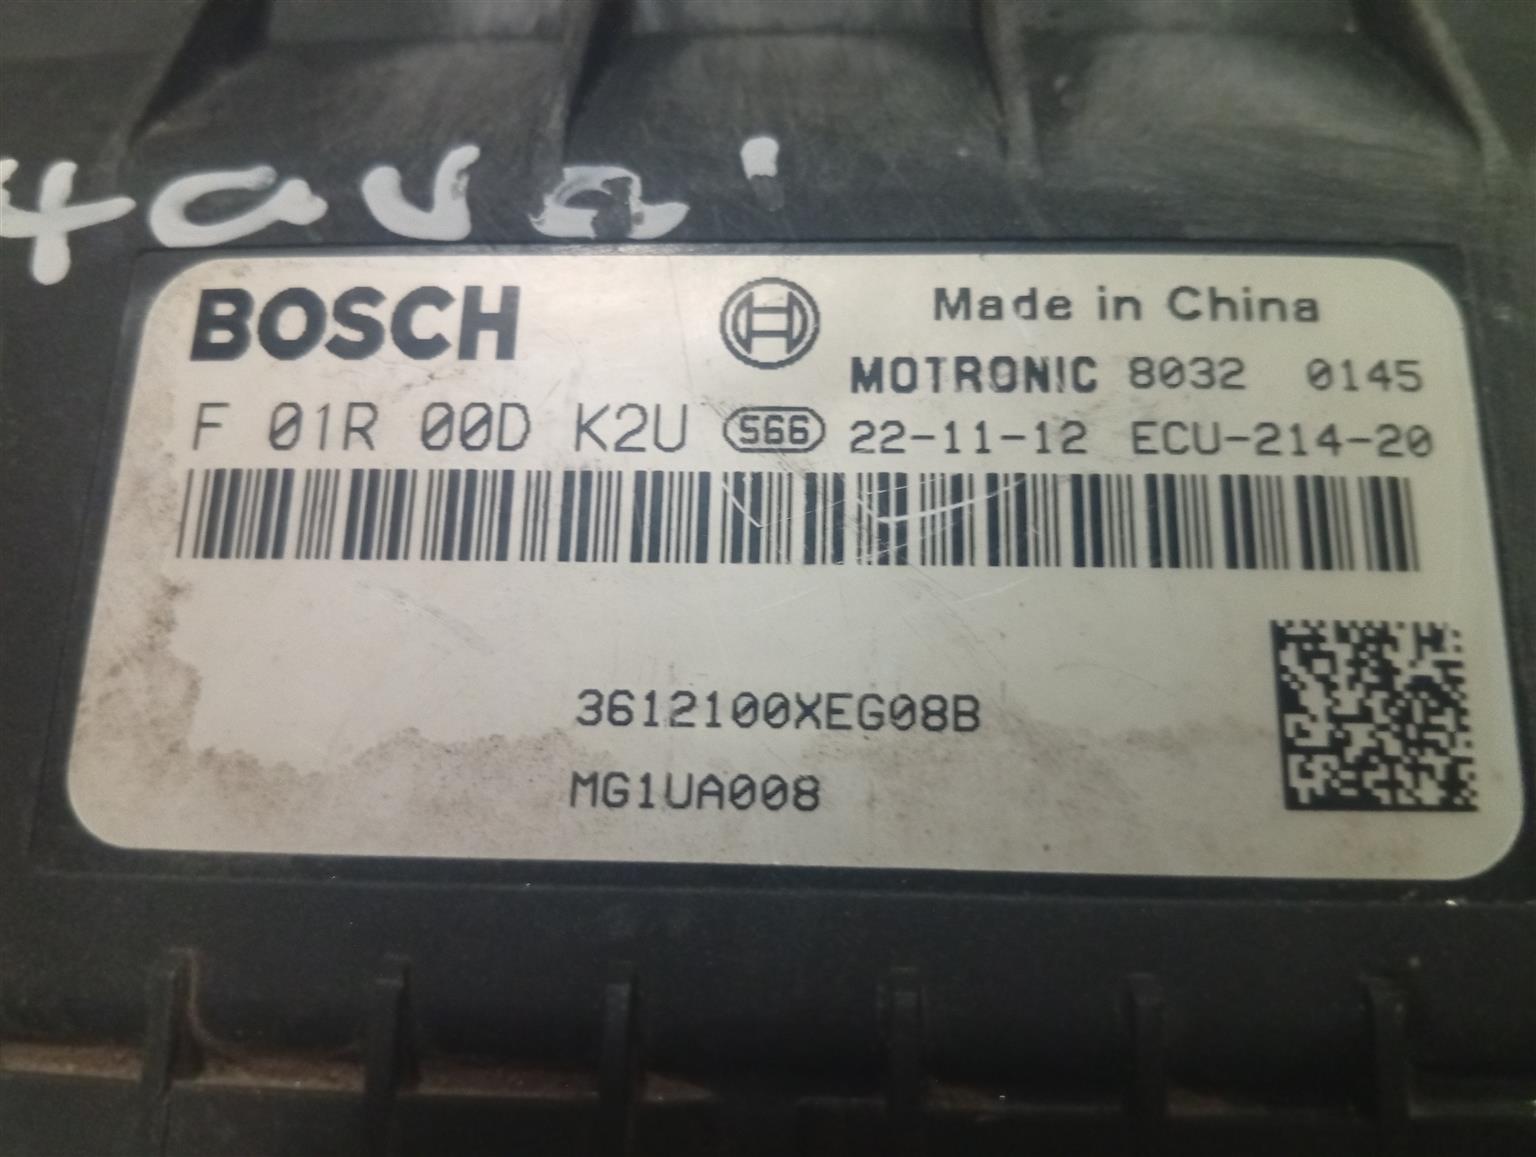 BOSCH
Made in China
MOTRONIC 8032 0145
F 01R 00D K2U S66 22-11-12 ECU-214-20
3612100XEG08B
MG1UA008